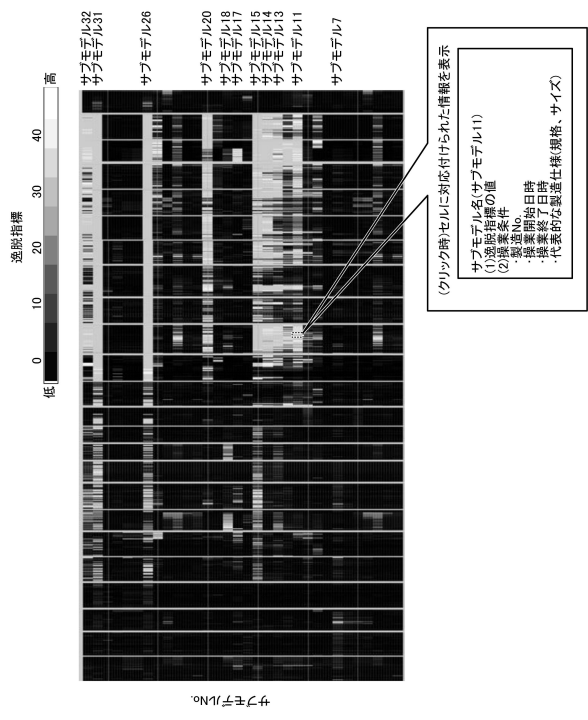 逸脱指標
低
0
10
20
30
40
高
サブモデル32
サブモデル31
サブモデル26
サブモデル20
サブモデル18
サブモデル17
サブモデル15
サブモデル14
サブモデル13
サブモデル11
サブモデル7
サブモデルNo.
(クリック時)セルに対応付けられた情報を表示
サブモデル名(サブモデル11)
(1)逸脱指標の値
(2)操業条件
・製造No.
・操業開始日時
・操業終了日時
・代表的な製造仕様(規格、サイズ)